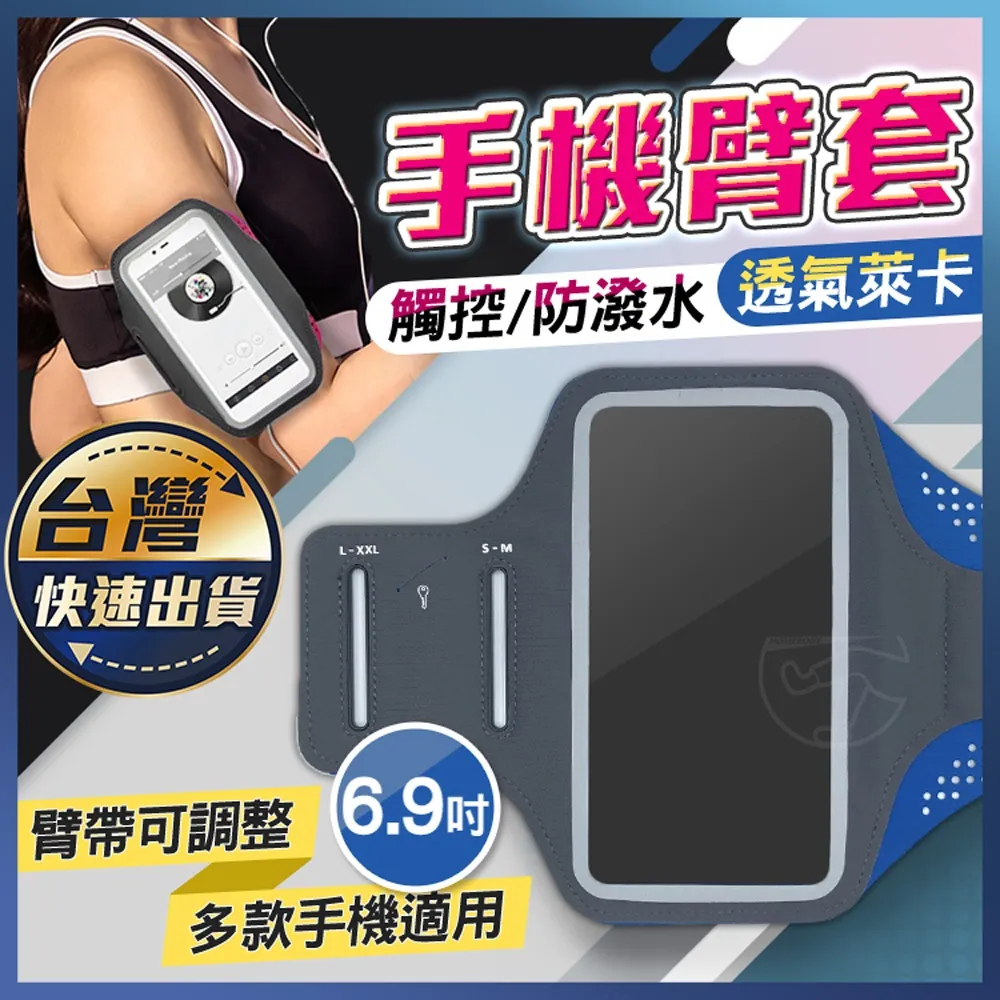 手機臂套
觸控/防潑水
透氣萊卡
台灣
快速出貨
L-XXL
S-M
6.9吋
臂帶可調整
多款手機適用